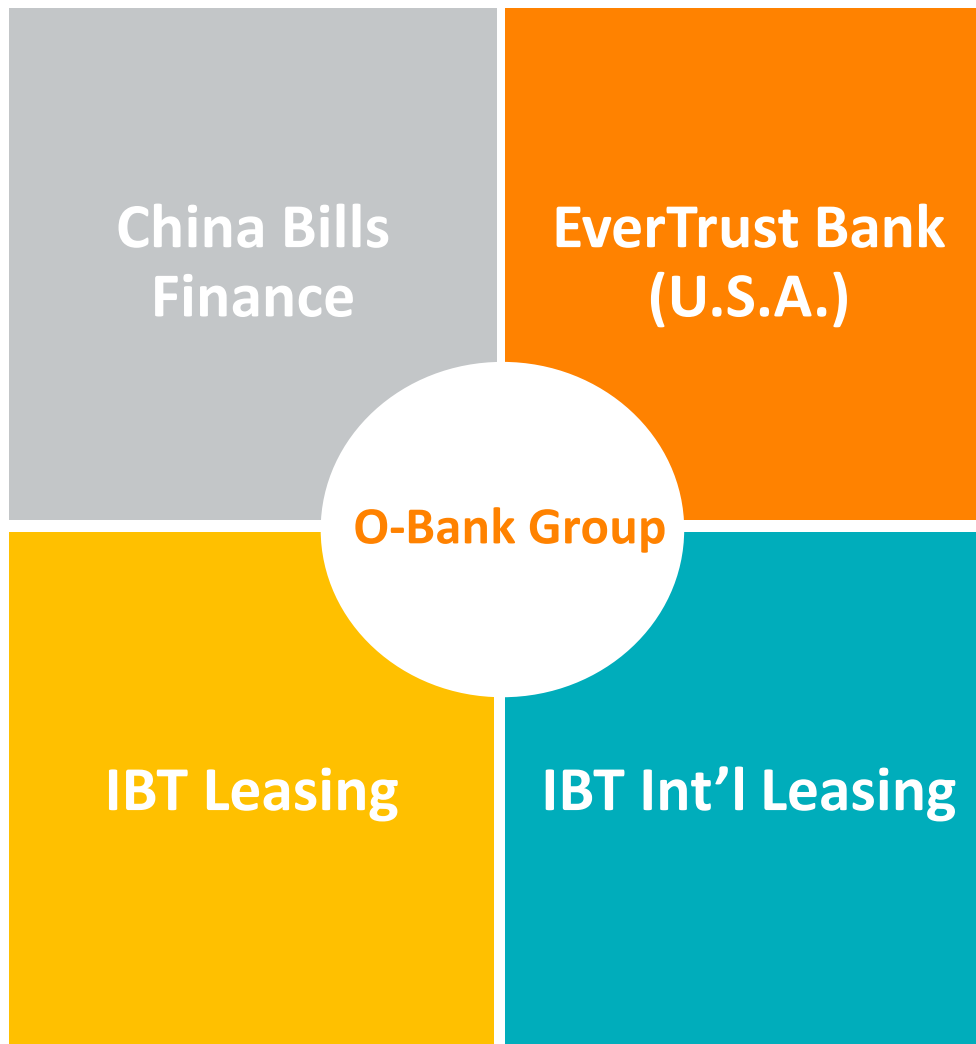 China Bills
Finance
EverTrust Bank
(U.S.A.)
O-Bank Group
IBT Leasing
IBT Int’l Leasing